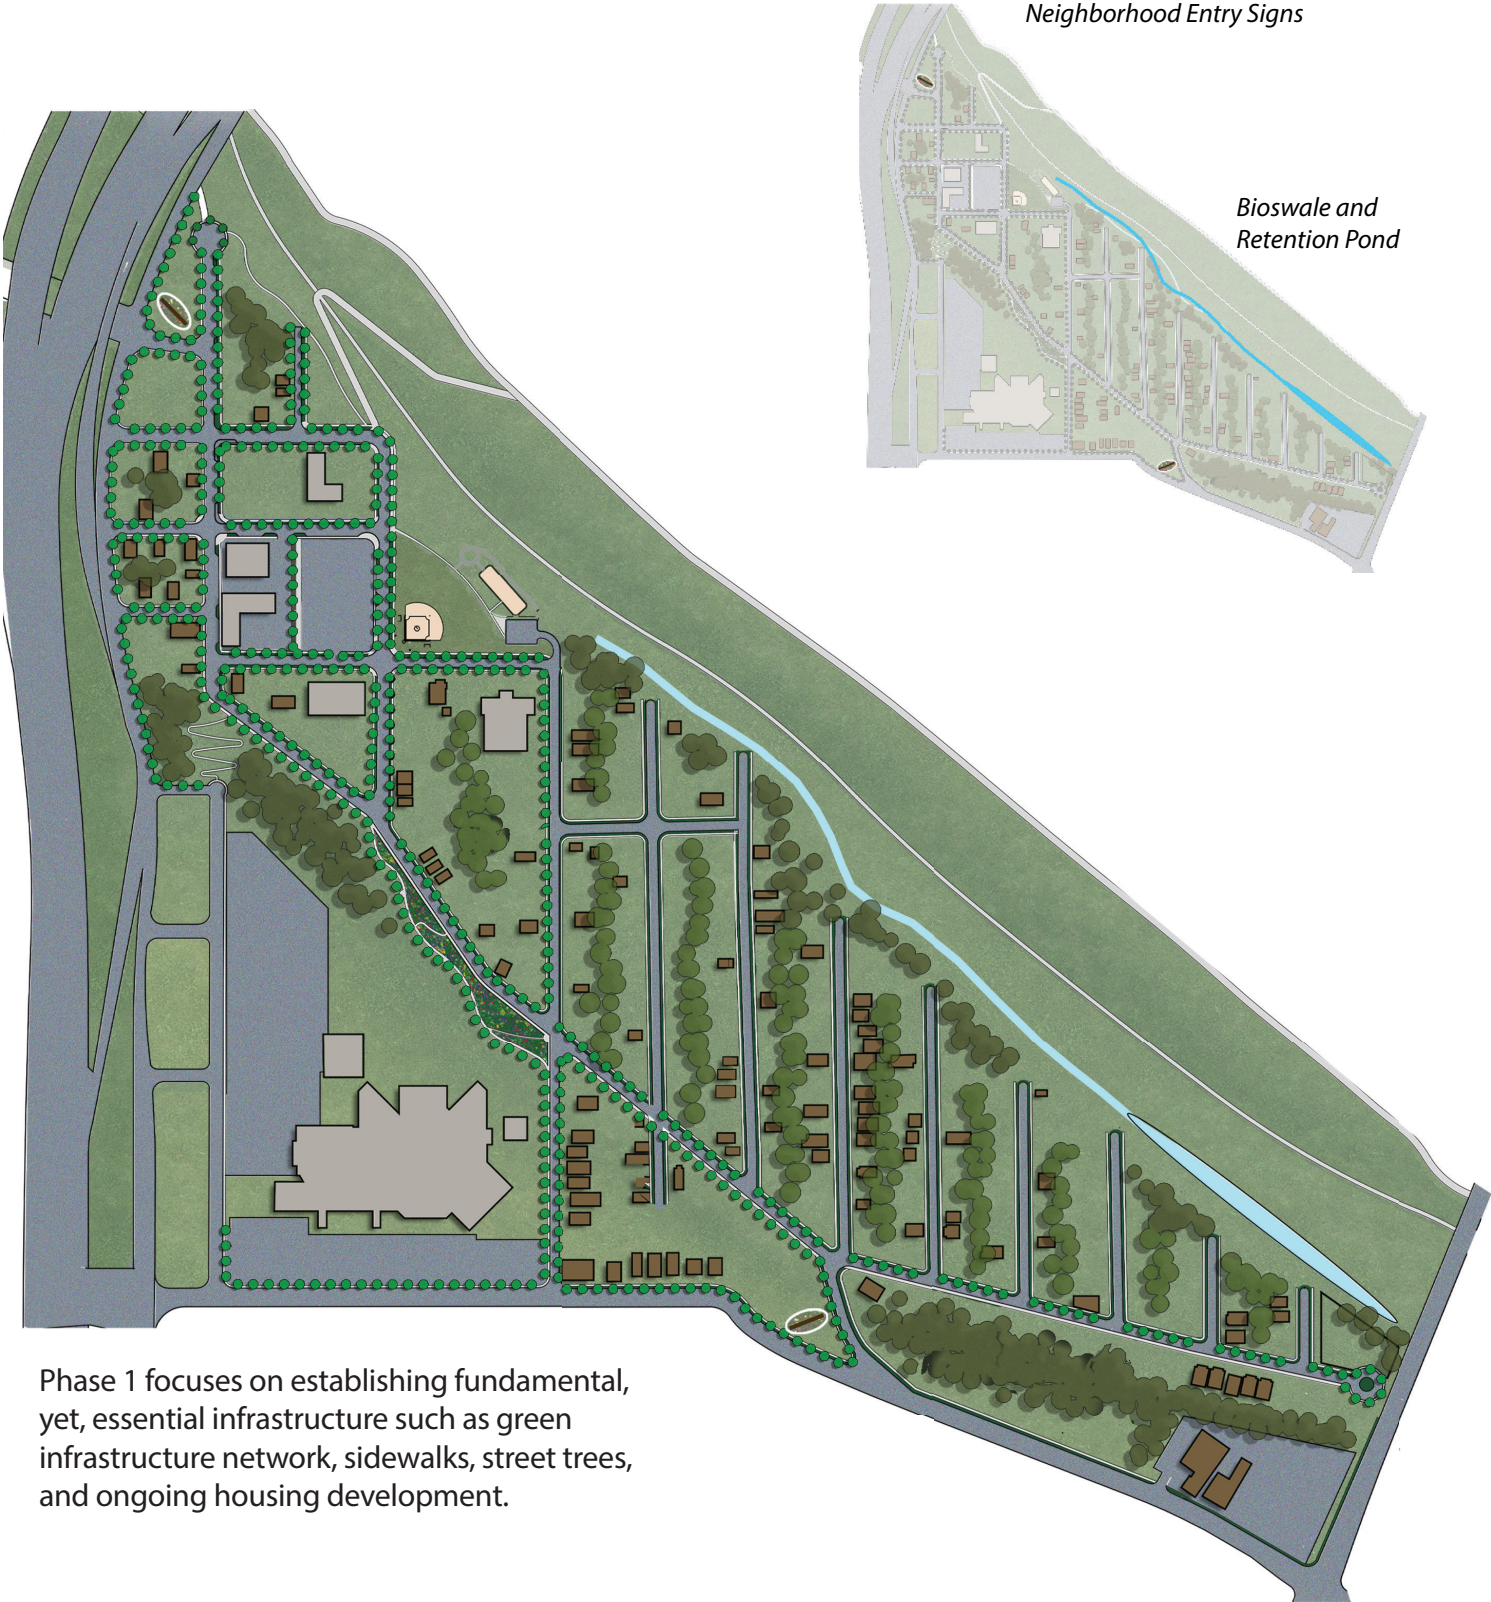 Neighborhood Entry Signs
Bioswale and
Retention Pond
Phase 1 focuses on establishing fundamental,
yet, essential infrastructure such as green
infrastructure network, sidewalks, street trees,
and ongoing housing development.